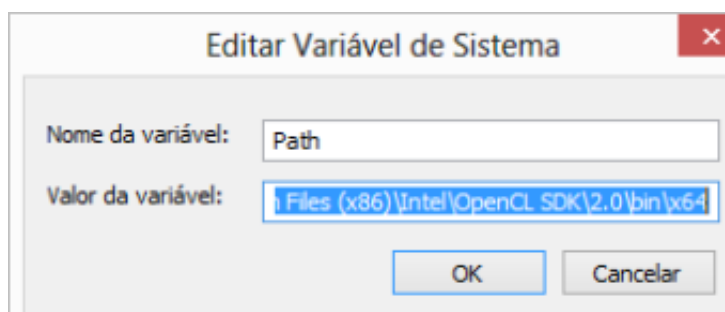 Editar Variável de Sistema
Nome da variável: Path
Valor da variável: Files (x86)\Intel\OpenCL SDK\2.0\bin\x64
OK Cancelar